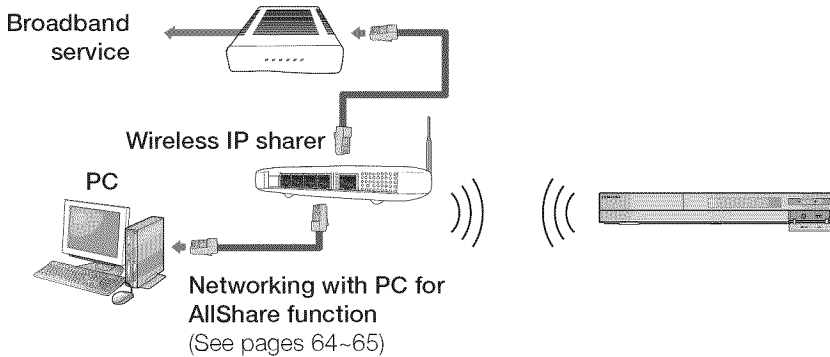 Broadband
service
Wireless IP sharer
PC
Networking with PC for
AllShare function
(See pages 64~65)